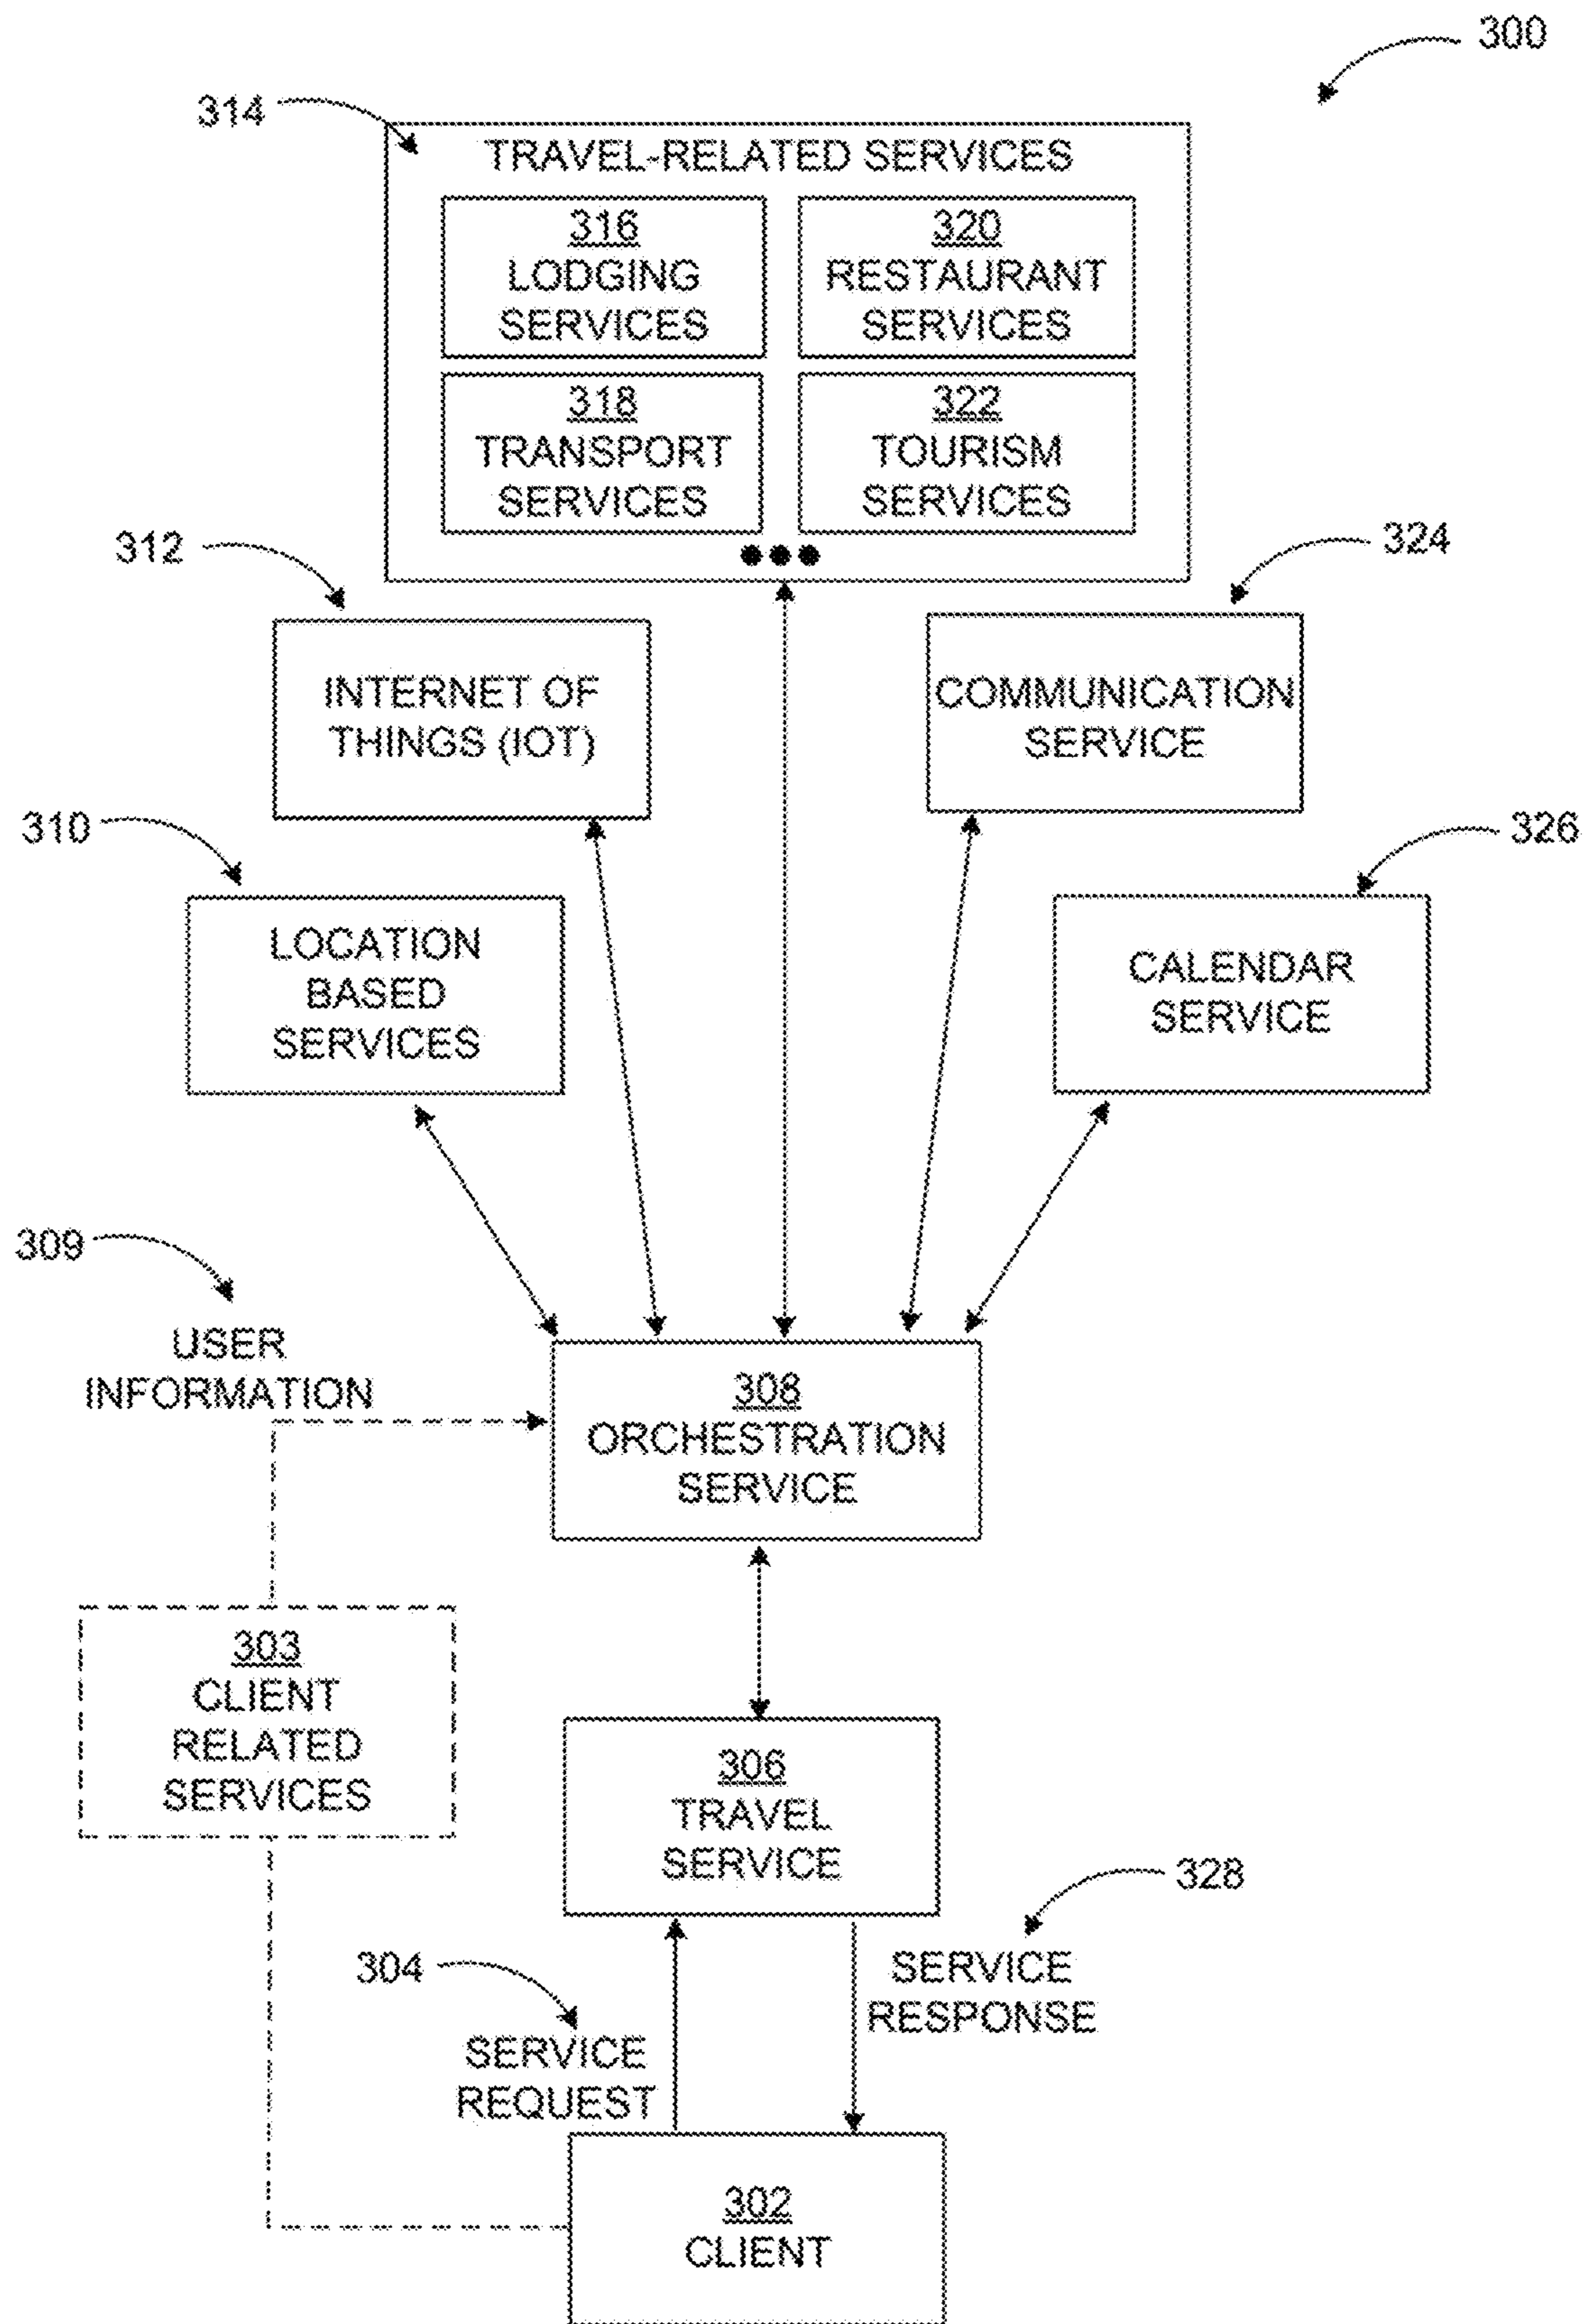 300
314
TRAVEL-RELATED SERVICES
316
LODGING
SERVICES
320
RESTAURANT
SERVICES
318
TRANSPORT
SERVICES
322
TOURISM
SERVICES
312
324
INTERNET OF
THINGS (IOT)
COMMUNICATION
SERVICE
310
326
LOCATION
BASED
SERVICES
CALENDAR
SERVICE
309
USER
INFORMATION
308
ORCHESTRATION
SERVICE
303
CLIENT
RELATED
SERVICES
306
TRAVEL
SERVICE
328
304
SERVICE
RESPONSE
SERVICE
REQUEST
302
CLIENT